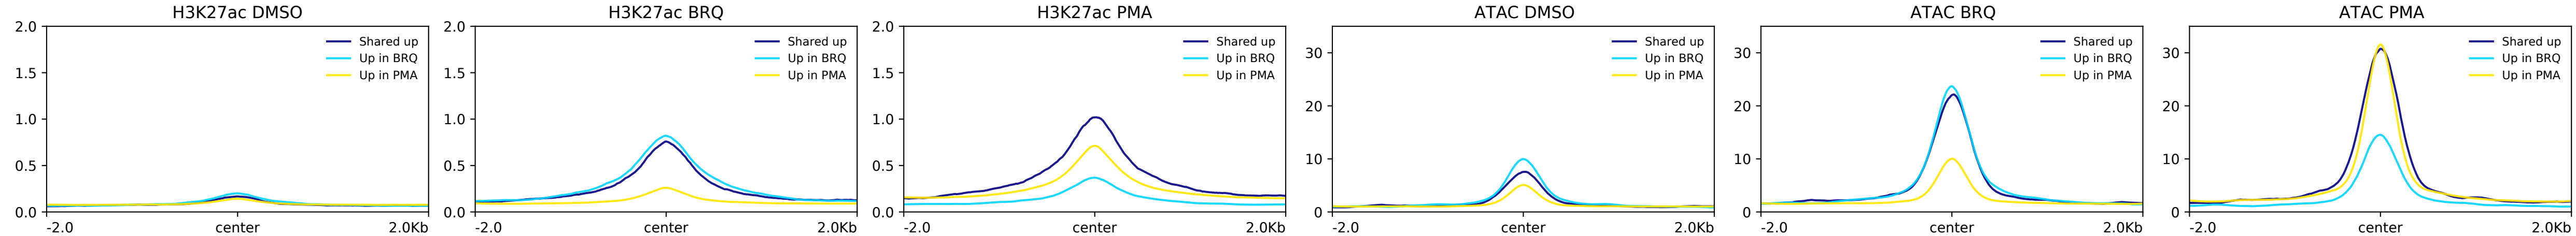 H3K27ac DMSO
2.0
1.5
1.0
0.5
0.0
Shared up
Up in BRQ
Up in PMA
-2.0 center 2.0Kb
H3K27ac BRQ
2.0
1.5
1.0
0.5
0.0
Shared up
Up in BRQ
Up in PMA
-2.0 center 2.0Kb
H3K27ac PMA
2.0
1.5
1.0
0.5
0.0
Shared up
Up in BRQ
Up in PMA
-2.0 center 2.0Kb
ATAC DMSO
30
20
10
0
Shared up
Up in BRQ
Up in PMA
-2.0 center 2.0Kb
ATAC BRQ
30
20
10
0
Shared up
Up in BRQ
Up in PMA
-2.0 center 2.0Kb
ATAC PMA
30
20
10
0
Shared up
Up in BRQ
Up in PMA
-2.0 center 2.0Kb